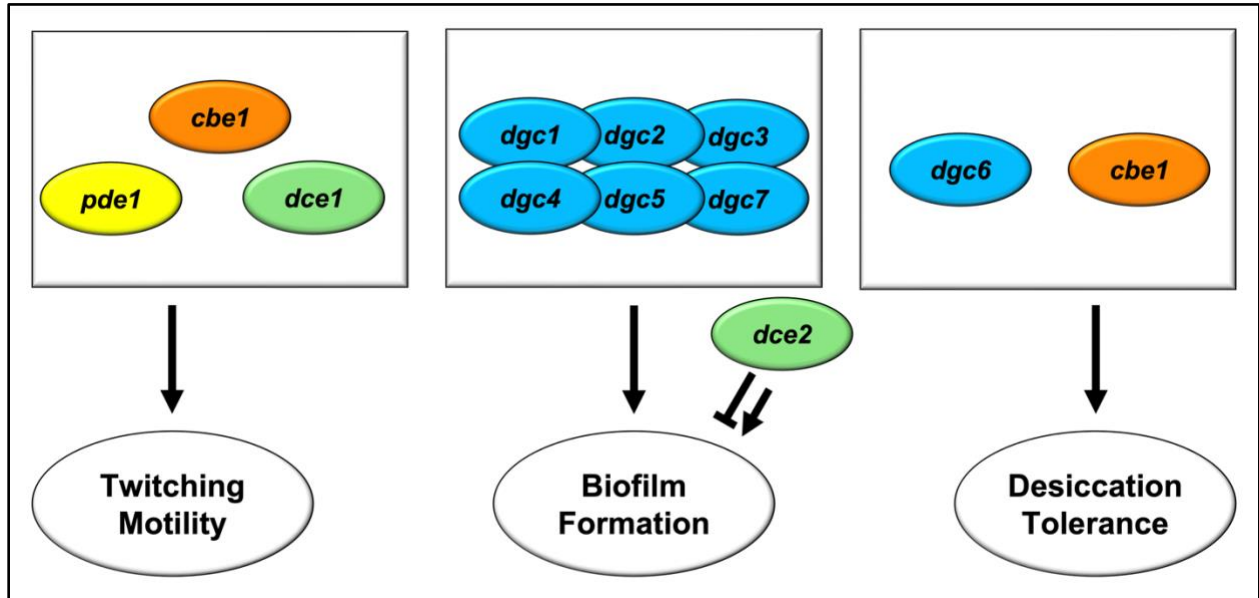 cbe1
pde1
dce1
dgc1 dgc2 dgc3
dgc4 dgc5 dgc7
dgc6 cbe1
dce2
Twitching
Motility
Biofilm
Formation
Desiccation
Tolerance